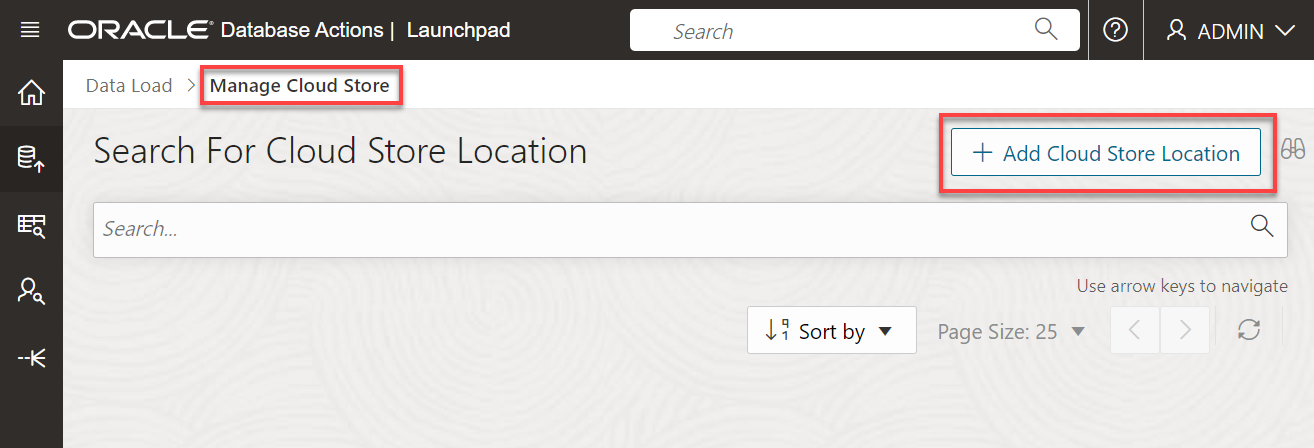 ORACLE® Database Actions | Launchpad
Search
ADMIN
Data Load > Manage Cloud Store
Search For Cloud Store Location
+ Add Cloud Store Location
Search...
Use arrow keys to navigate
Sort by
Page Size: 25